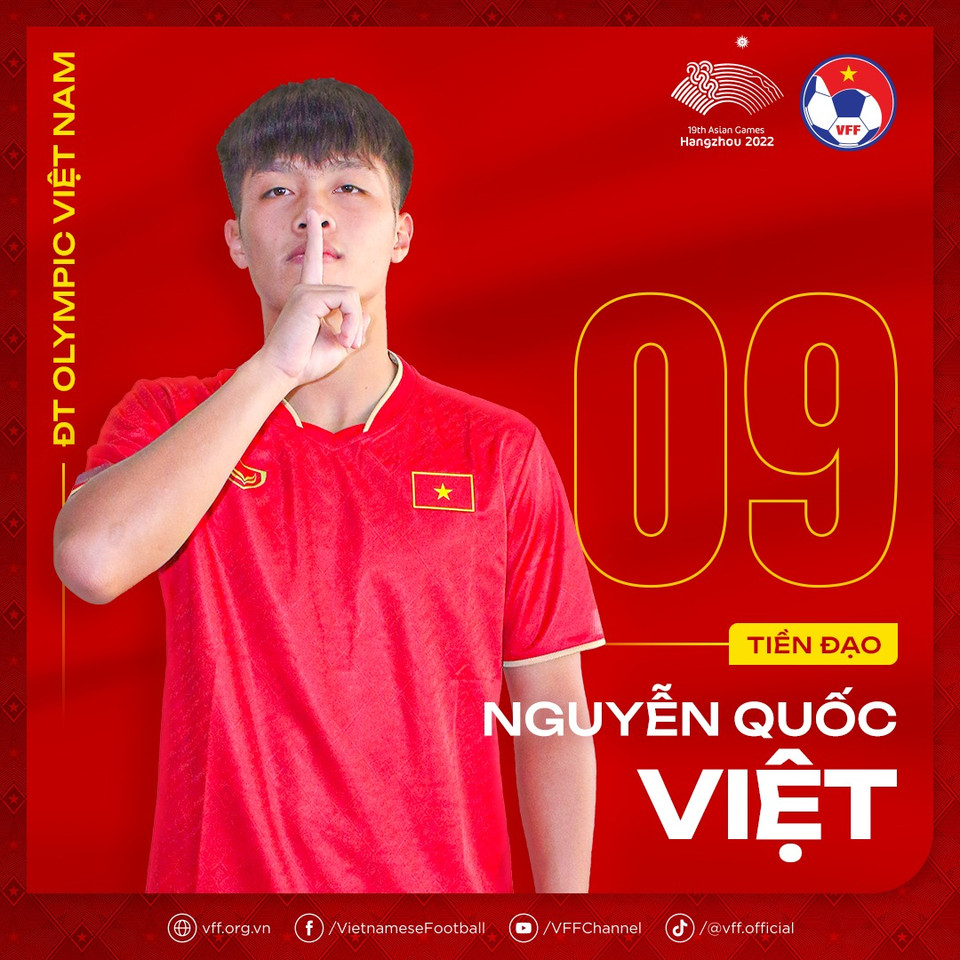 ĐT OLYMPIC VIỆT NAM
19th Asian Games
Hangzhou 2022
VFF
09
TIỀN ĐẠO
NGUYỄN QUỐC
VIỆT
vff.org.vn
/VietnameseFootball
/VFFChannel
/@vff.official